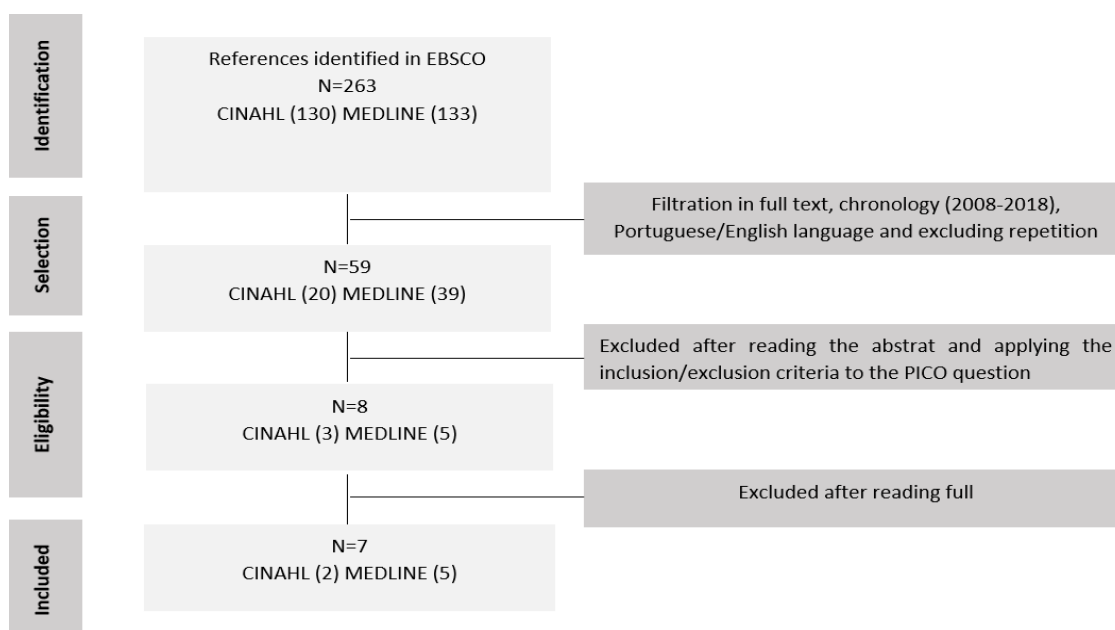 Identification
References identified in EBSCO
N=263
CINAHL (130) MEDLINE (133)
Filtration in full text, chronology (2008-2018),
Portuguese/English language and excluding repetition
Selection
N=59
CINAHL (20) MEDLINE (39)
Excluded after reading the abstrat and applying the
inclusion/exclusion criteria to the PICO question
Eligibility
N=8
CINAHL (3) MEDLINE (5)
Excluded after reading full
Included
N=7
CINAHL (2) MEDLINE (5)